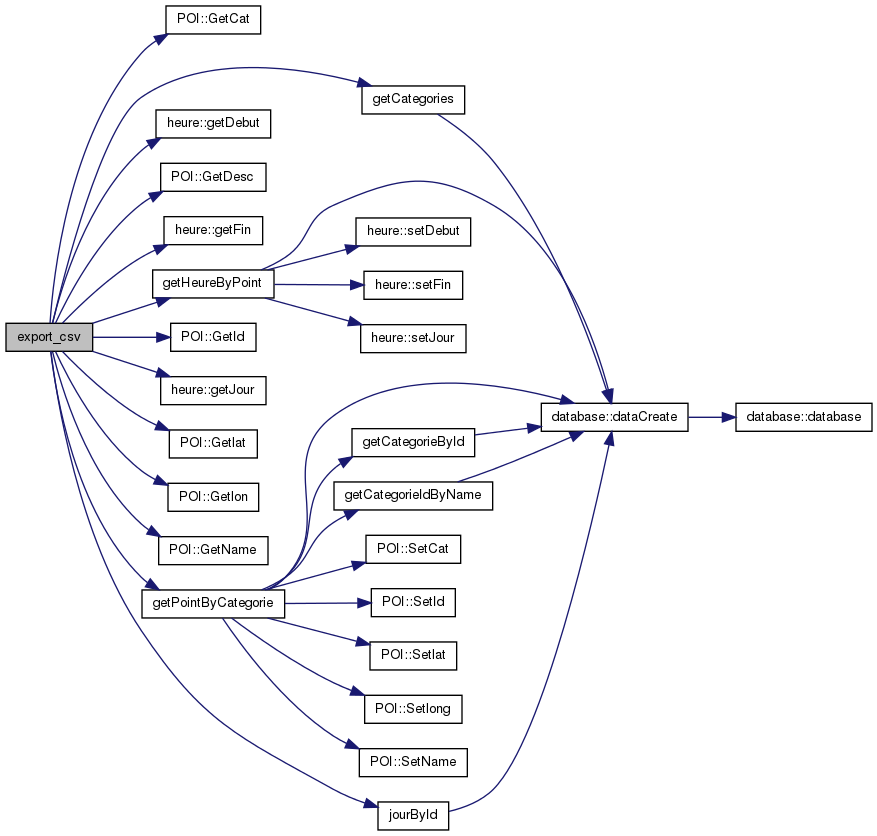 POI::GetCat
getCategories
heure::getDebut
POI::GetDesc
heure::getFin
heure::setDebut
getHeureByPoint
heure::setFin
export_csv
POI::GetId
heure::setJour
heure::getJour
database::dataCreate
database::database
POI::Getlat
getCategorieById
POI::Getlon
getCategorieIdByName
POI::GetName
POI::SetCat
getPointByCategorie
POI::SetId
POI::Setlat
POI::Setlong
POI::SetName
jourById